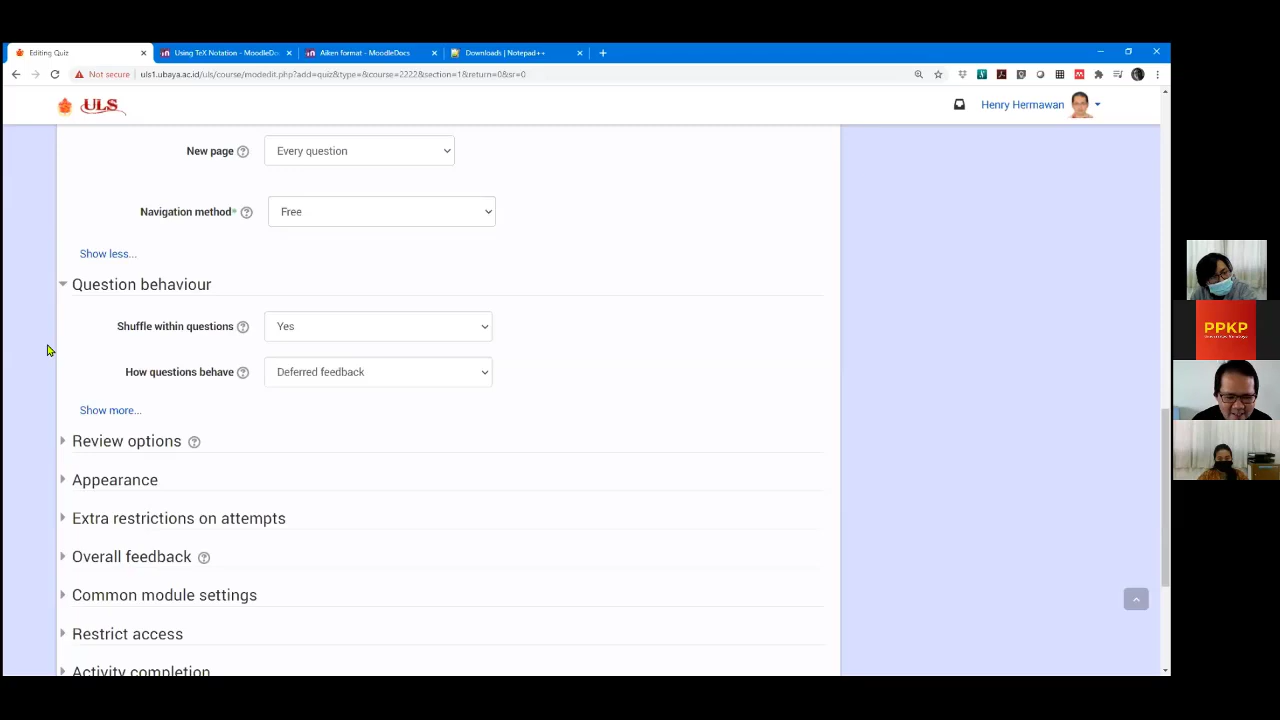 Editing Quiz
Using TeX Notation - MoodleDo
Aiken format - MoodleDocs
Downloads | Notepad++
Not secure
uls1.ubaya.ac.id/uls/course/modedit.php?add=quiz&type=&course=2222&section=1&return=0&sr=0
ULS
Henry Hermawan
New page
Every question
Navigation method*
Free
Show less...
Question behaviour
Shuffle within questions
Yes
How questions behave
Deferred feedback
Show more...
Review options
Appearance
Extra restrictions on attempts
Overall feedback
Common module settings
Restrict access
Activity completion
PPKP